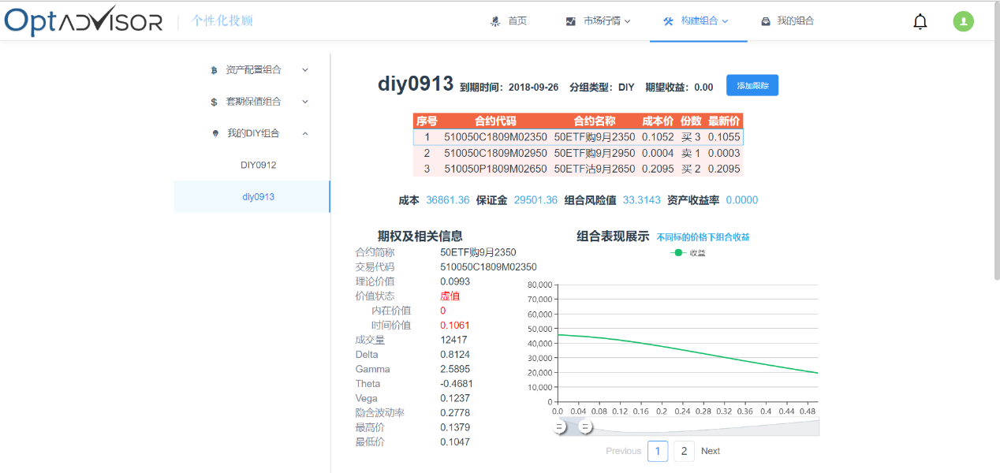 OptADVISOR 个性化投顾 首页 市场行情 构建组合 我的组合
资产配置组合
套期保值组合
我的DIY组合
DIY0912
diy0913
diy0913 到期时间：2018-09-26 分组类型：DIY 期望收益：0.00 添加跟踪
序号 合约代码 合约名称 成本价 份数 最新价
1 510050C1809M02350 50ETF购9月2350 0.1052 买 3 0.1055
2 510050C1809M02950 50ETF购9月2950 0.0004 卖 1 0.0003
3 510050P1809M02650 50ETF沽9月2650 0.2095 买 2 0.2095
成本 36861.36 保证金 29501.36 组合风险值 33.3143 资产收益率 0.0000
期权及相关信息
合约简称 50ETF购9月2350
交易代码 510050C1809M02350
理论价值 0.0993
价值状态 虚值
内在价值 0
时间价值 0.1061
成交量 12417
Delta 0.8124
Gamma 2.5895
Theta -0.4681
Vega 0.1237
隐含波动率 0.2778
最高价 0.1379
最低价 0.1047
组合表现展示 不同标的价格下组合收益
收益
80,000
70,000
60,000
50,000
40,000
30,000
20,000
10,000
0
0.0 0.04 0.08 0.12 0.16 0.2 0.24 0.28 0.32 0.36 0.4 0.44 0.48
Previous 1 2 Next